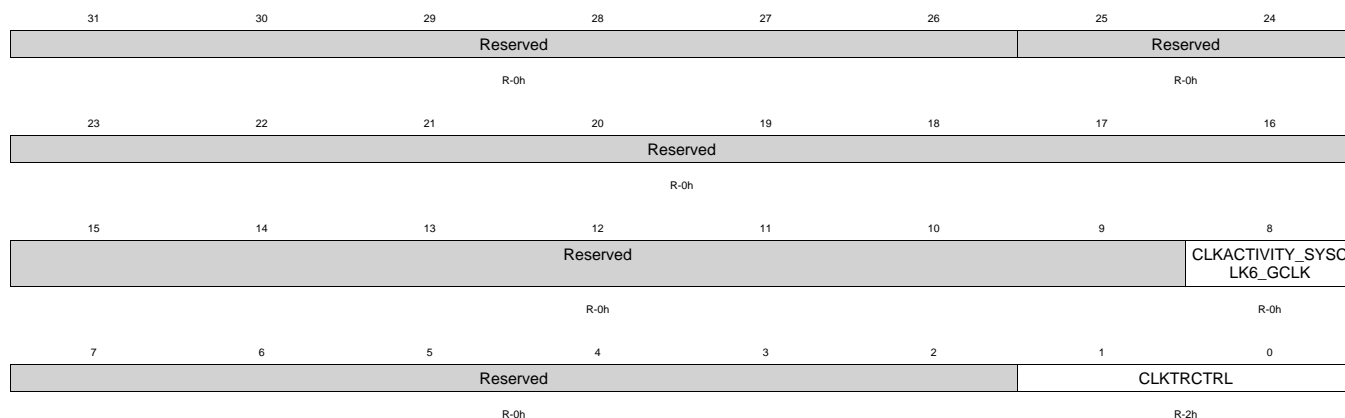 31 30 29 28 27 26 25 24
Reserved Reserved
R-0h R-0h
23 22 21 20 19 18 17 16
Reserved
R-0h
15 14 13 12 11 10 9 8
Reserved CLKACTIVITY_SYSC
LK6_GCLK
R-0h R-0h
7 6 5 4 3 2 1 0
Reserved CLKTRCTRL
R-0h R-2h